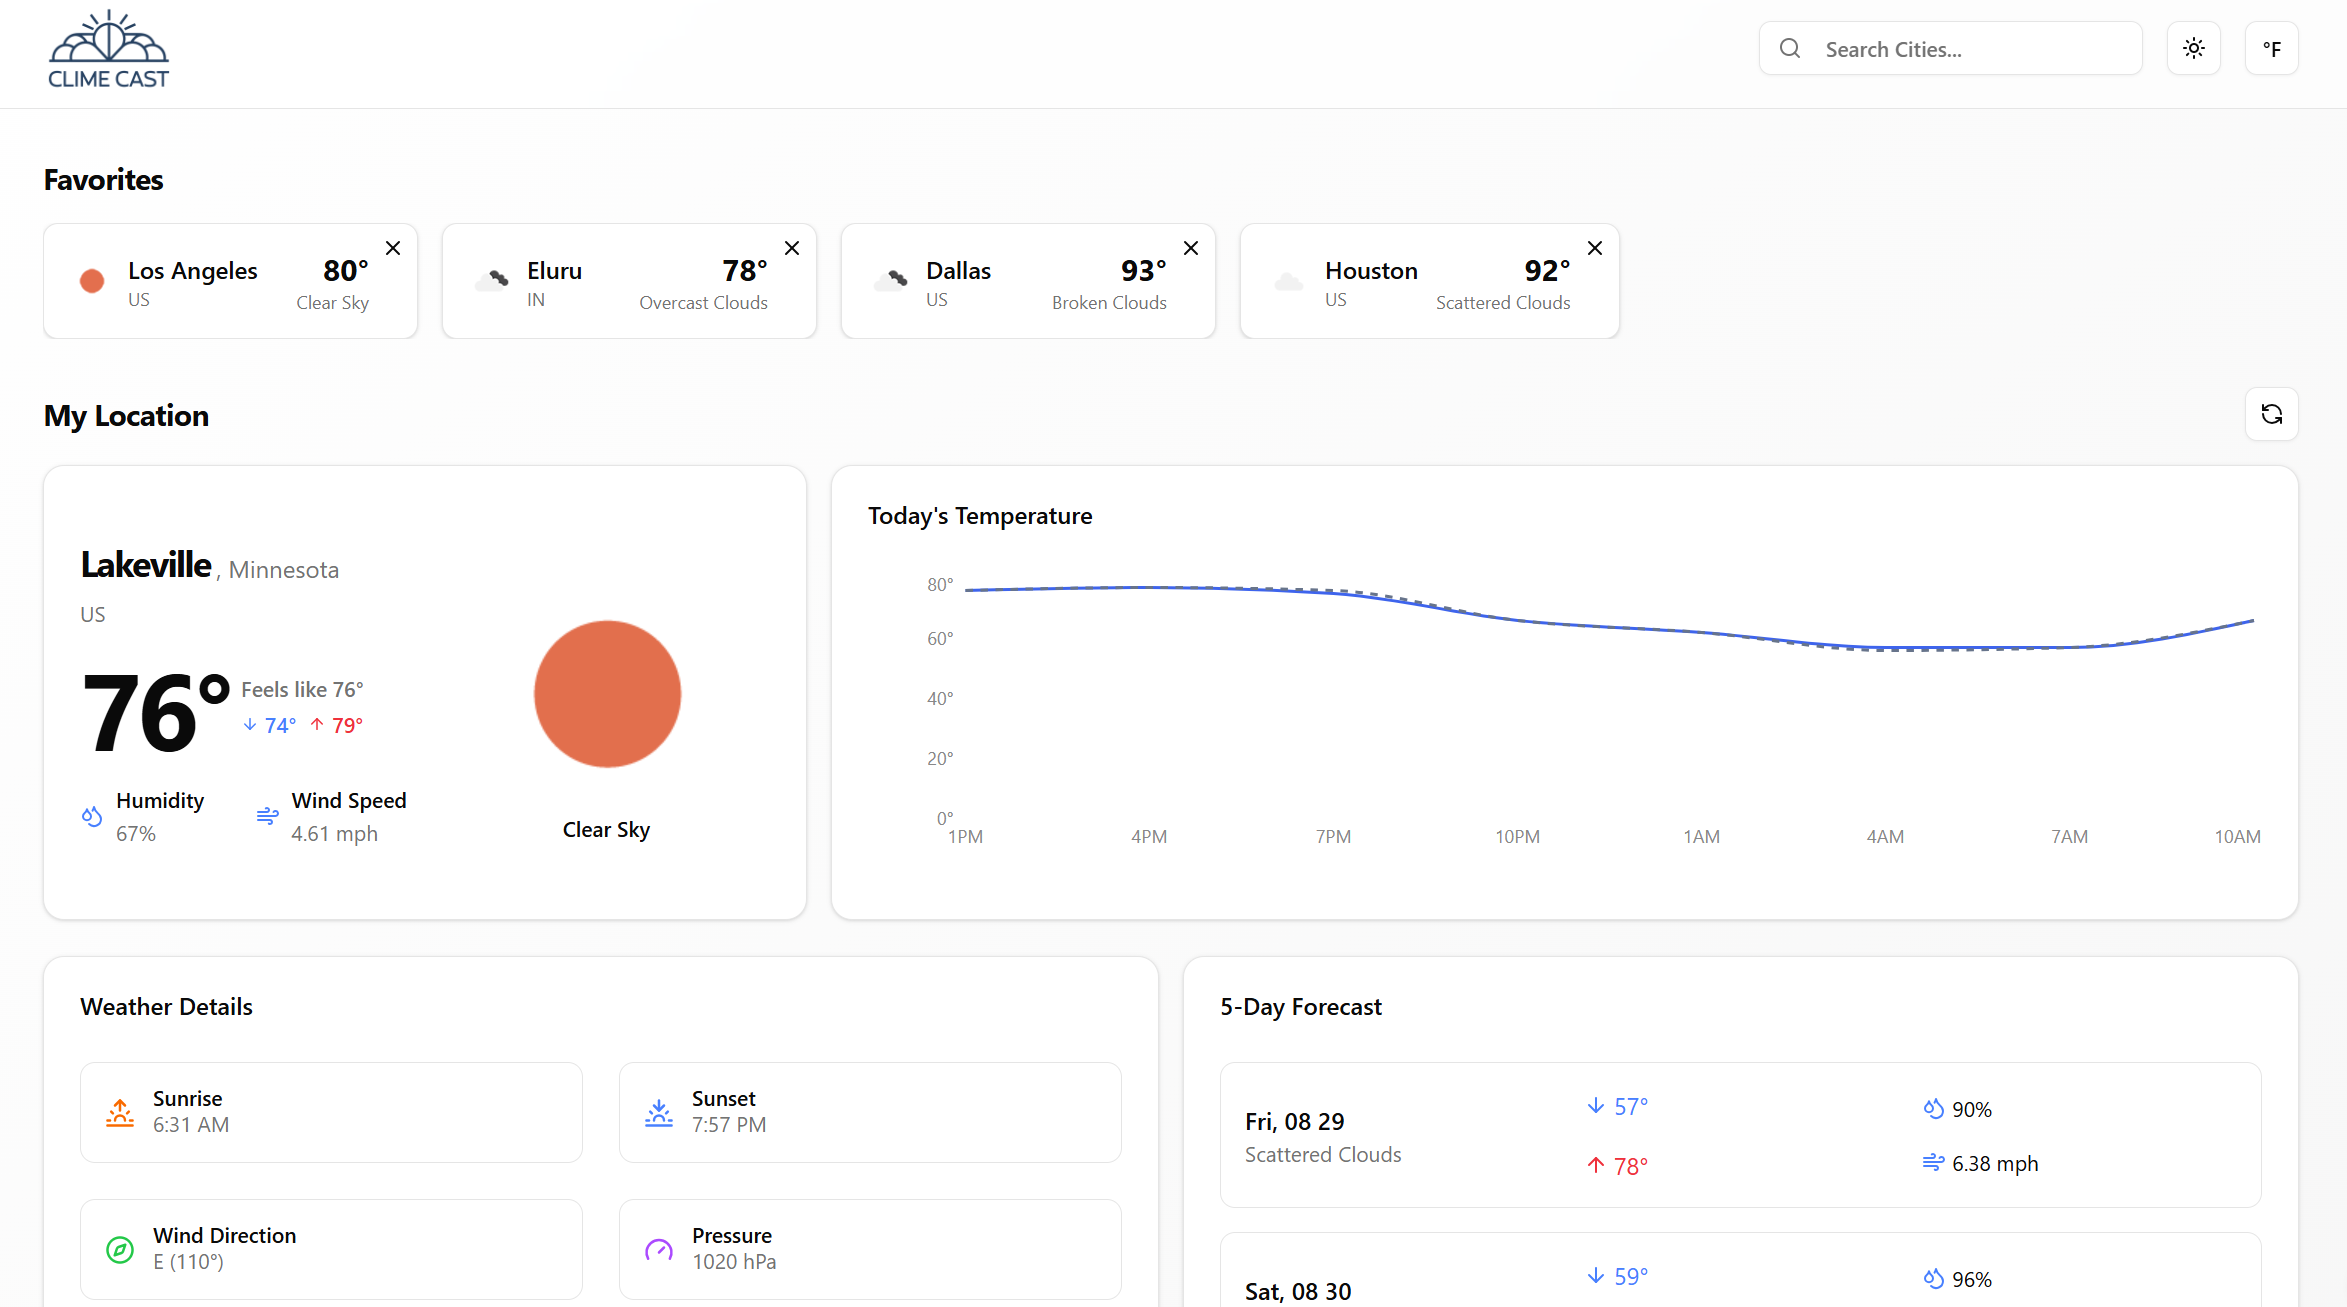 CLIME CAST
Search Cities...
°F
Favorites
Los Angeles
US
80°
Clear Sky
Eluru
IN
78°
Overcast Clouds
Dallas
US
93°
Broken Clouds
Houston
US
92°
Scattered Clouds
My Location
Lakeville , Minnesota
US
76°
Feels like 76°
74° 79°
Humidity
67%
Wind Speed
4.61 mph
Clear Sky
Today's Temperature
80°
60°
40°
20°
0°
1PM 4PM 7PM 10PM 1AM 4AM 7AM 10AM
Weather Details
Sunrise
6:31 AM
Sunset
7:57 PM
Wind Direction
E (110°)
Pressure
1020 hPa
5-Day Forecast
Fri, 08 29
Scattered Clouds
57°
78°
90%
6.38 mph
Sat, 08 30
59°
96%